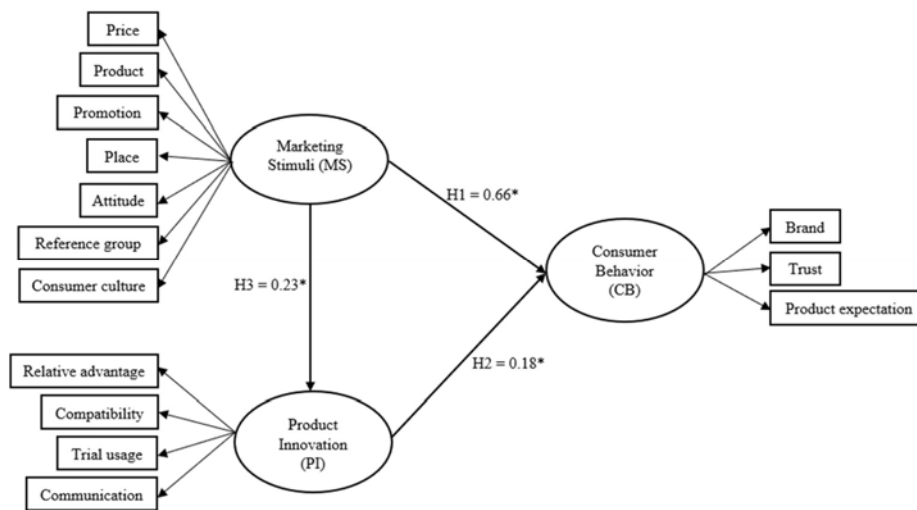 Price
Product
Promotion
Place
Attitude
Reference group
Consumer culture
Marketing
Stimuli (MS)
H1 = 0.66*
Consumer
Behavior
(CB)
Brand
Trust
Product expectation
H3 = 0.23*
H2 = 0.18*
Relative advantage
Compatibility
Trial usage
Communication
Product
Innovation
(PI)